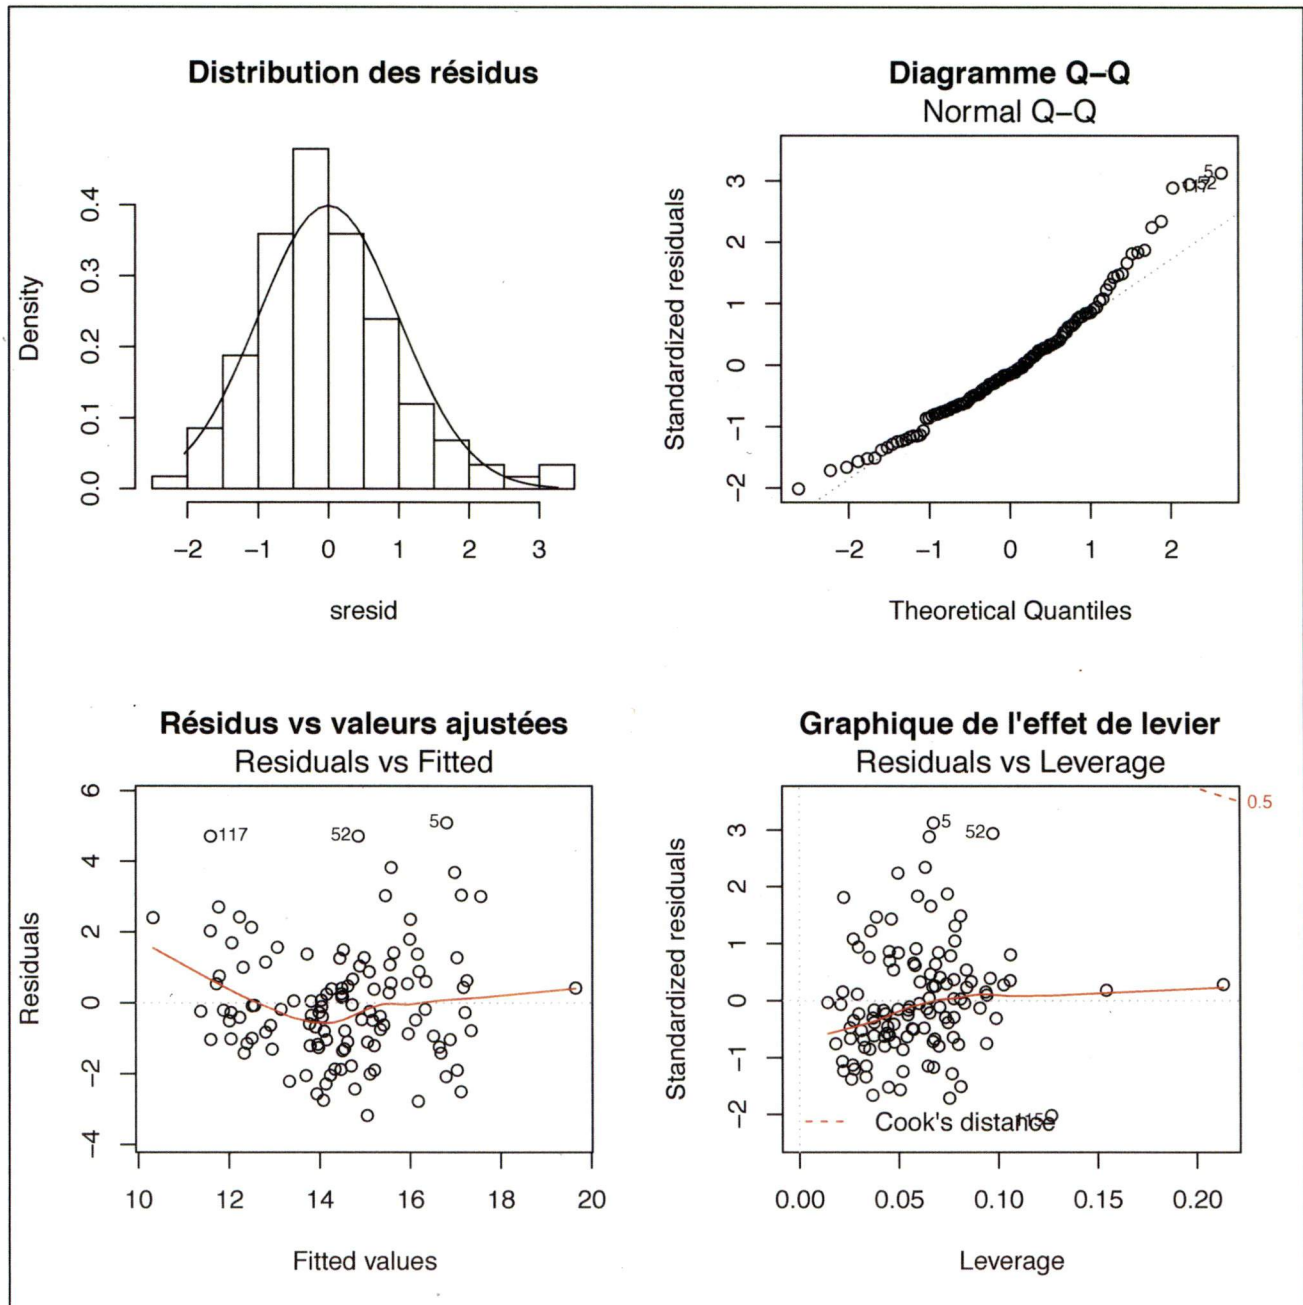 Distribution des résidus
Density
0.0 0.1 0.2 0.3 0.4
−2 −1 0 1 2 3
sresid
Diagramme Q−Q
Normal Q−Q
Standardized residuals
−2 −1 0 1 2 3
5
52
−2 −1 0 1 2
Theoretical Quantiles
Résidus vs valeurs ajustées
Residuals vs Fitted
Residuals
−4 −2 0 2 4 6
117
52
5
10 12 14 16 18 20
Fitted values
Graphique de l'effet de levier
Residuals vs Leverage
Standardized residuals
−2 −1 0 1 2 3
5
52
0.5
Cook's distance
0.00 0.05 0.10 0.15 0.20
Leverage